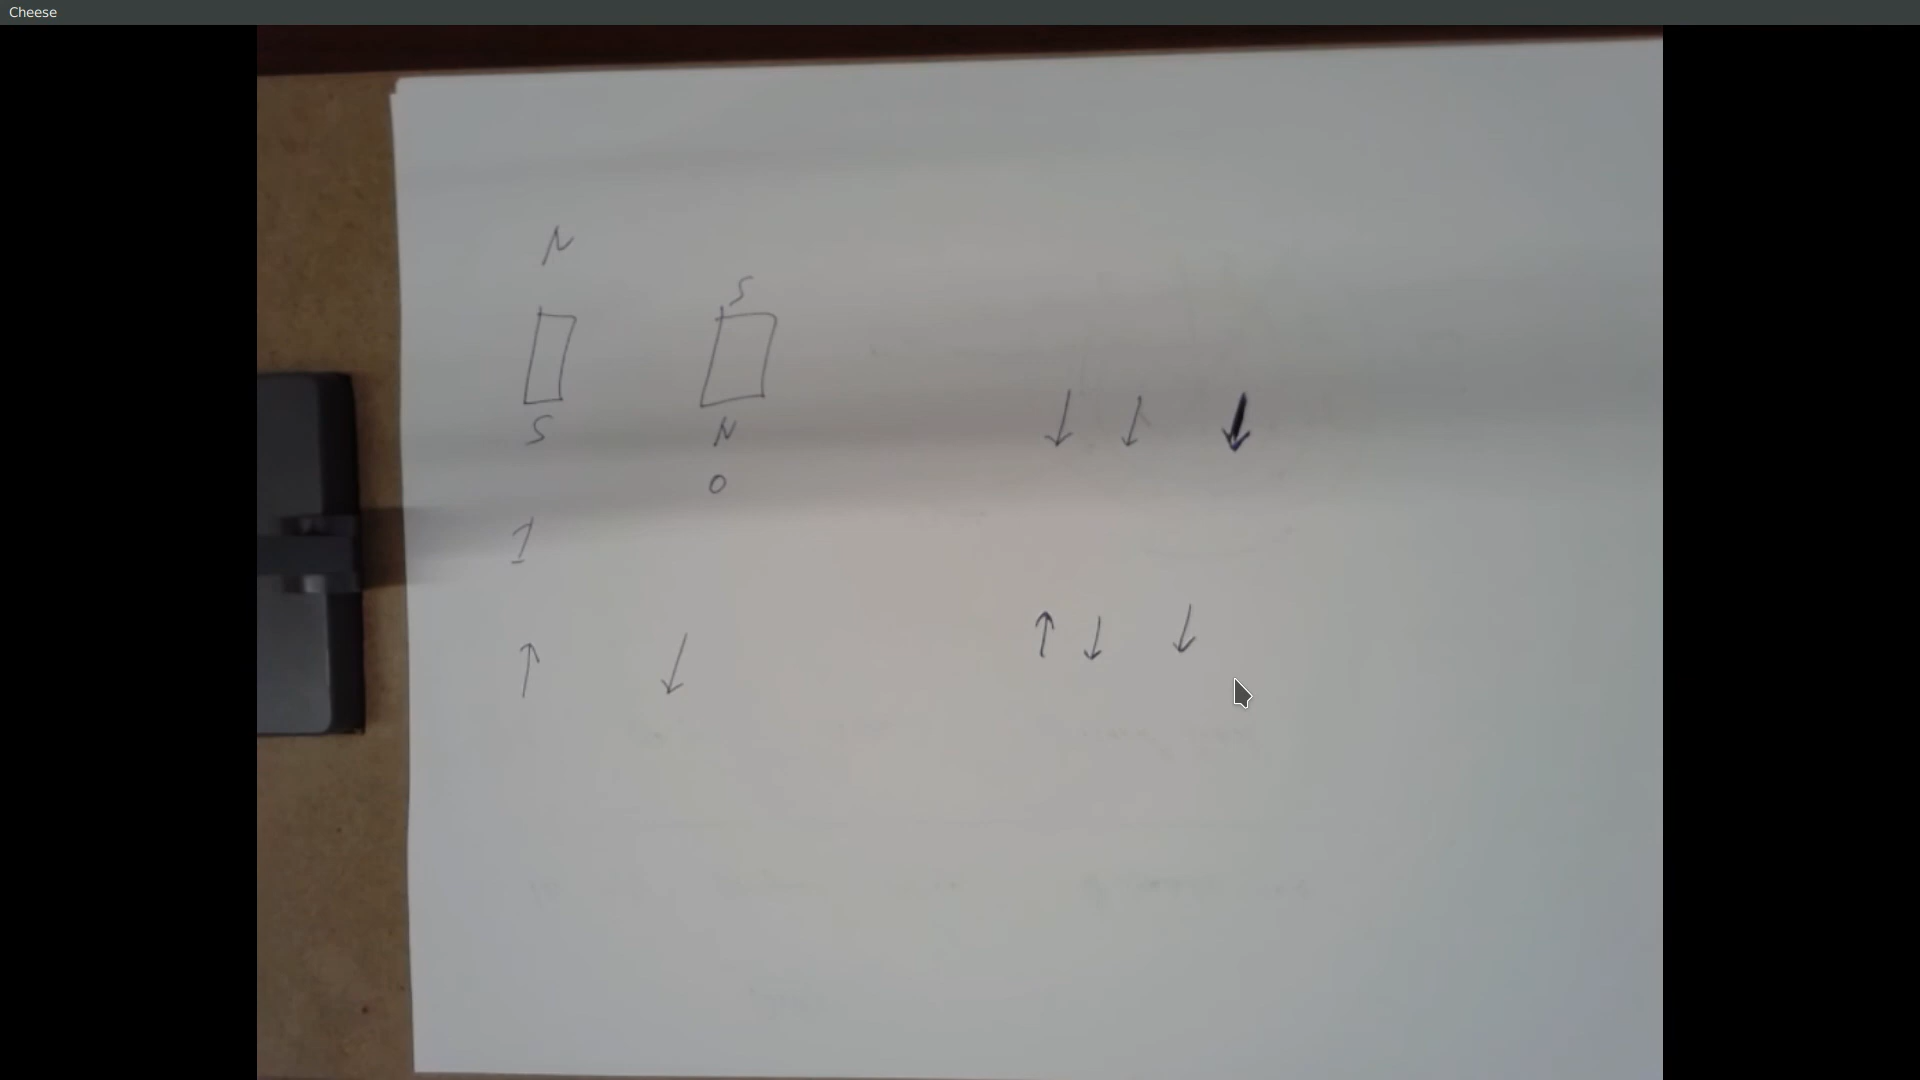 Cheese
N
S
S
N
0
1
↑ ↓
↓ ↓ ↓
↑ ↓ ↓